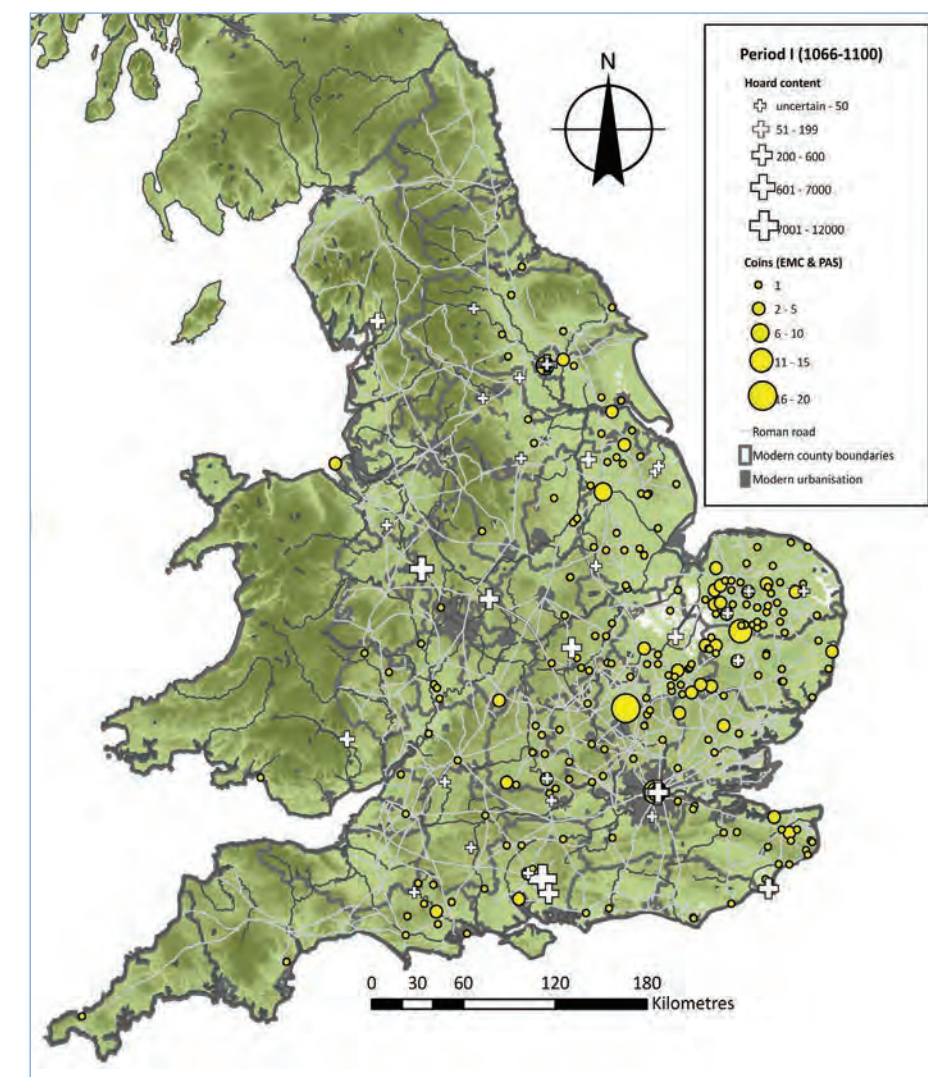 Period I (1066-1100)
Hoard content
uncertain - 50
51 - 199
200 - 600
601 - 7000
7001 - 12000
Coins (EMC & PAS)
1
2 - 5
6 - 10
11 - 15
16 - 20
Roman road
Modern county boundaries
Modern urbanisation
N
0 30 60 120 180
Kilometres